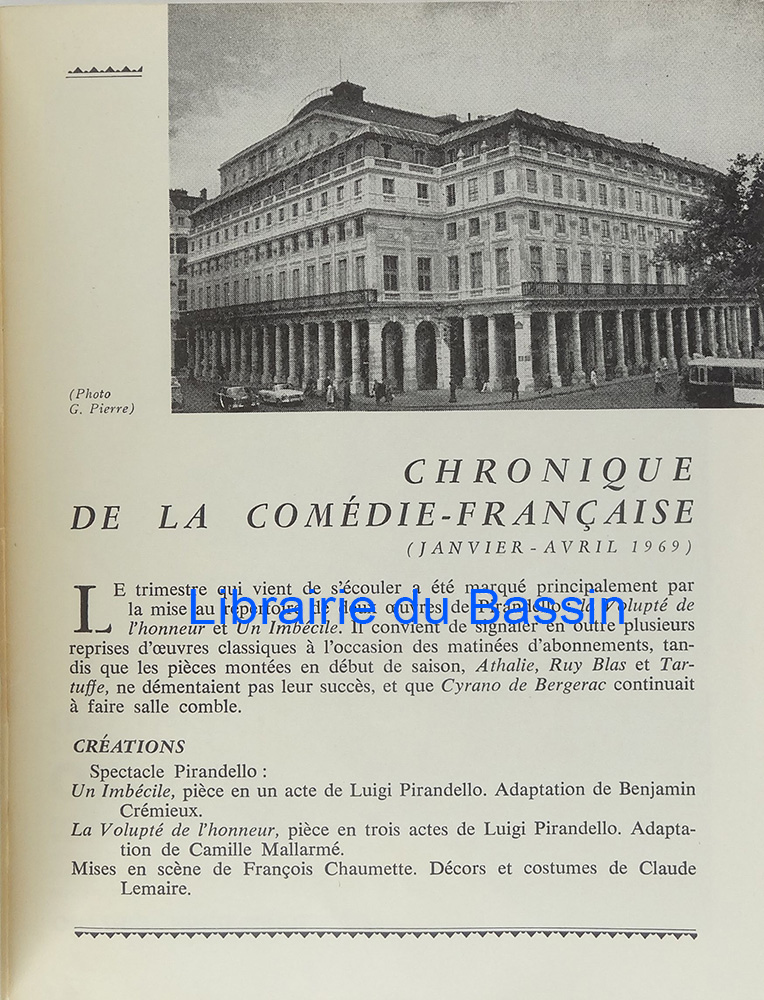 (Photo
G. Pierre)
CHRONIQUE
DE LA COMÉDIE-FRANÇAISE
(JANVIER-AVRIL 1969)
LE trimestre qui vient de s'écouler a été marqué principalement par
la mise au répertoire de deux œuvres de Pirandello : la Volupté de
l'honneur et Un Imbécile. Il convient de signaler en outre plusieurs
reprises d'œuvres classiques à l'occasion des matinées d'abonnements, tan-
dis que les pièces montées en début de saison, Athalie, Ruy Blas et Tar-
tuffe, ne démentaient pas leur succès, et que Cyrano de Bergerac continuait
à faire salle comble.
Librairie du Bassin
CRÉATIONS
Spectacle Pirandello :
Un Imbécile, pièce en un acte de Luigi Pirandello. Adaptation de Benjamin
Crémieux.
La Volupté de l'honneur, pièce en trois actes de Luigi Pirandello. Adapta-
tion de Camille Mallarmé.
Mises en scène de François Chaumette. Décors et costumes de Claude
Lemaire.